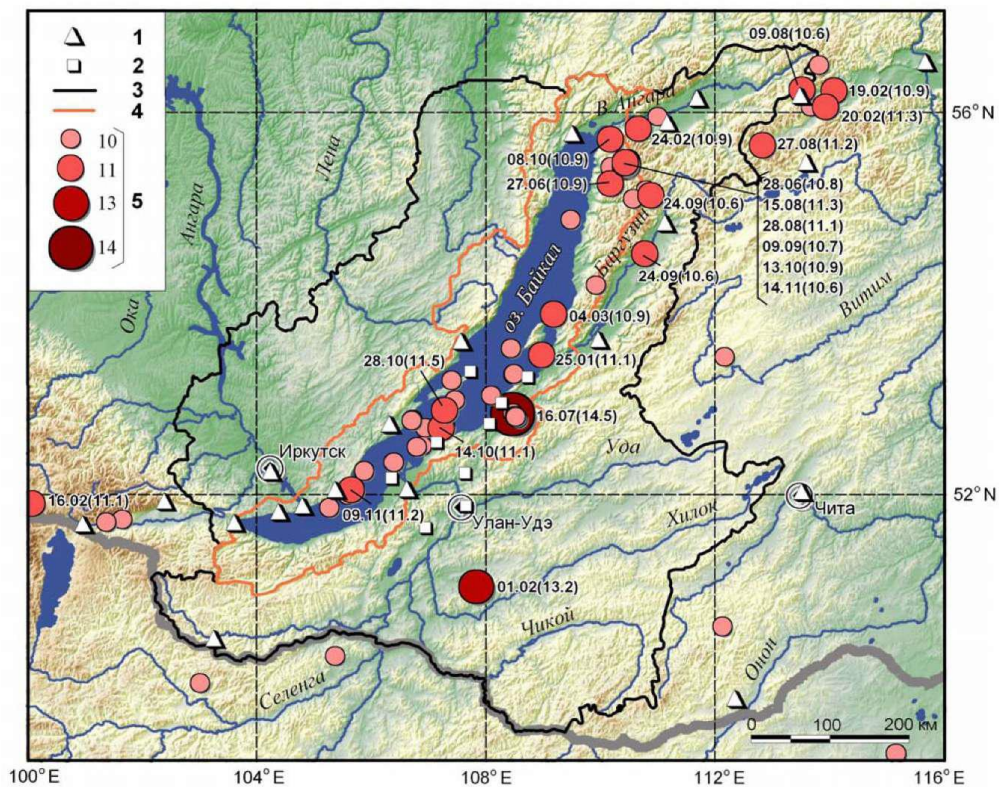 1
2
3
4
10
11
13
14
5
09.08(10.6)
19.02(10.9)
20.02(11.3)
56°N
В.Ангара
24.02(10.9)
27.08(11.2)
08.10(10.9)
27.06(10.9)
28.06(10.8)
15.08(11.3)
28.08(11.1)
09.09(10.7)
13.10(10.9)
14.11(10.6)
24.09(10.6)
24.09(10.6)
Лена
Ангара
Ока
Баргузин
Витим
оз. Байкал
04.03(10.9)
25.01(11.1)
28.10(11.5)
16.07(14.5)
14.10(11.1)
Уда
Иркутск
16.02(11.1)
09.11(11.2)
52°N
Улан-Удэ
Хилок
Чита
01.02(13.2)
Чикой
Селенга
Онон
0 100 200 км
100°E 104°E 108°E 112°E 116°E